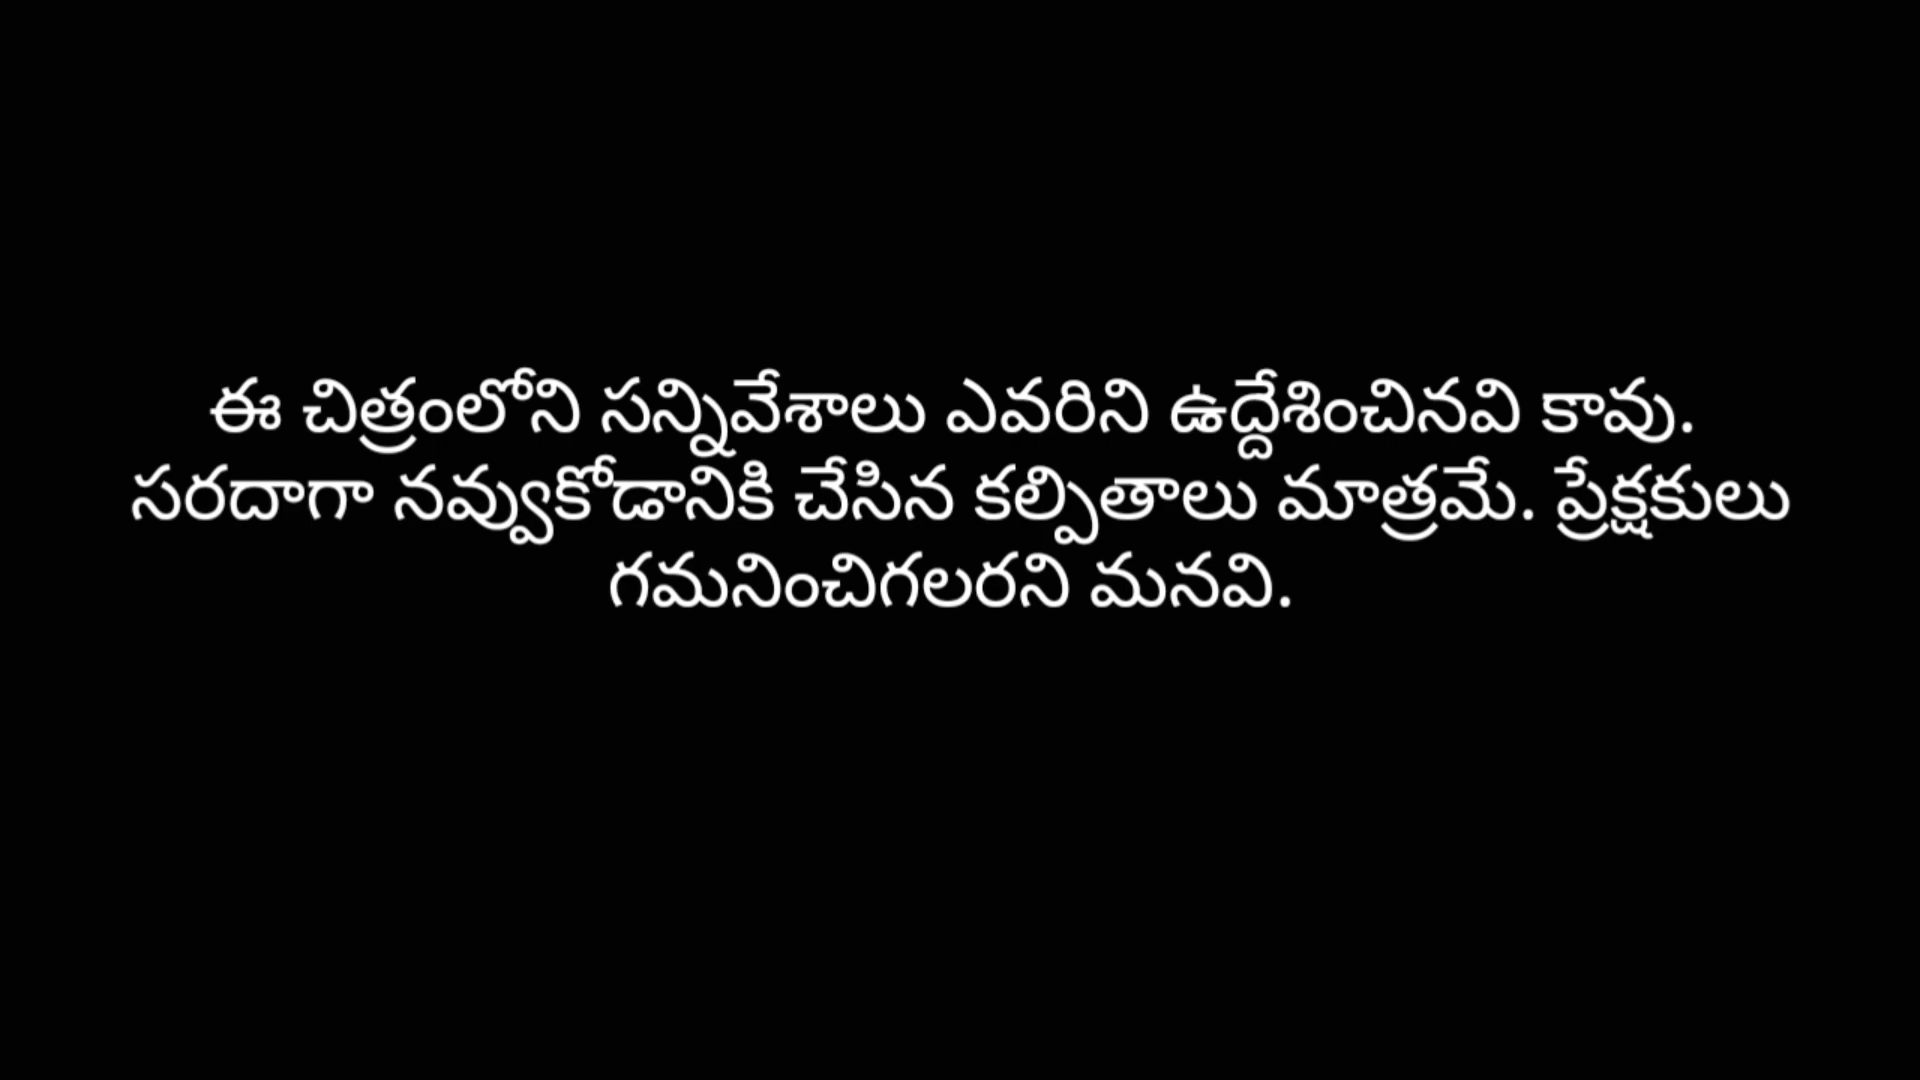 ఈ చిత్రంలోని సన్నివేశాలు ఎవరిని ఉద్దేశించినవి కావు.
సరదాగా నవ్వుకోడానికి చేసిన కల్పితాలు మాత్రమే. ప్రేక్షకులు
గమనించిగలరని మనవి.